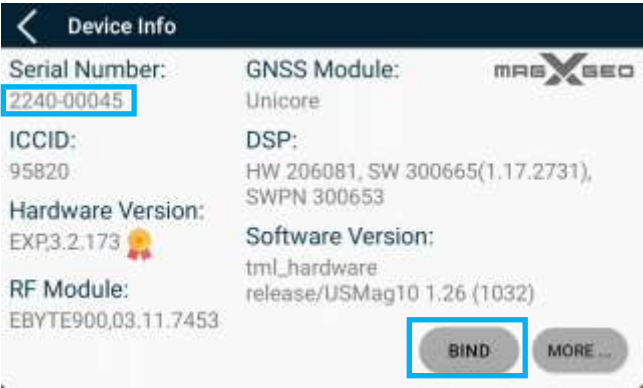 Device Info
Serial Number:
2240-00045
ICCID:
95820
Hardware Version:
EXP,3.2.173
RF Module:
EBYTE900,03.11.7453
GNSS Module:
Unicore
MAGXGEO
DSP:
HW 206081, SW 300665(1.17.2731),
SWPN 300653
Software Version:
tml_hardware
release/USMag10 1.26 (1032)
BIND
MORE ...